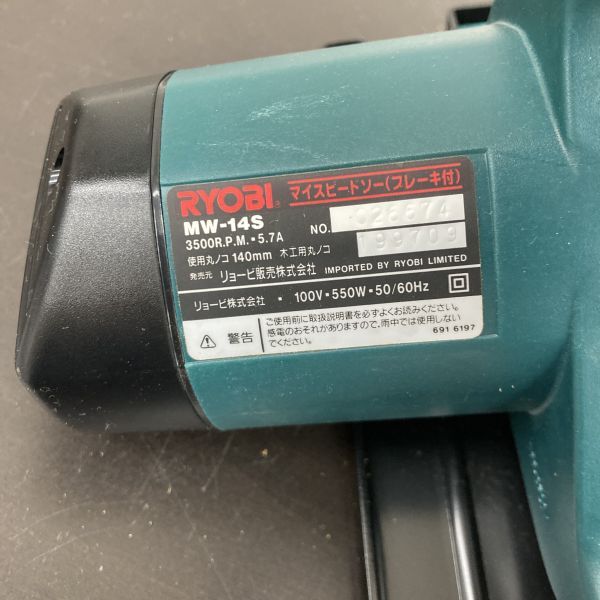 RYOBI® マイスピードソー(ブレーキ付)
MW-14S NO. 028674
3500R.P.M.・5.7A 199709
使用丸ノコ 140mm 木工用丸ノコ
発売元 リョービ販売株式会社 IMPORTED BY RYOBI LIMITED
リョービ株式会社 ・ 100V・550W・50/60Hz
警告 ご使用前に取扱説明書を必ずよくお読みください。
感電のおそれがありますので、雨中では使用しない
でください。
691 6197